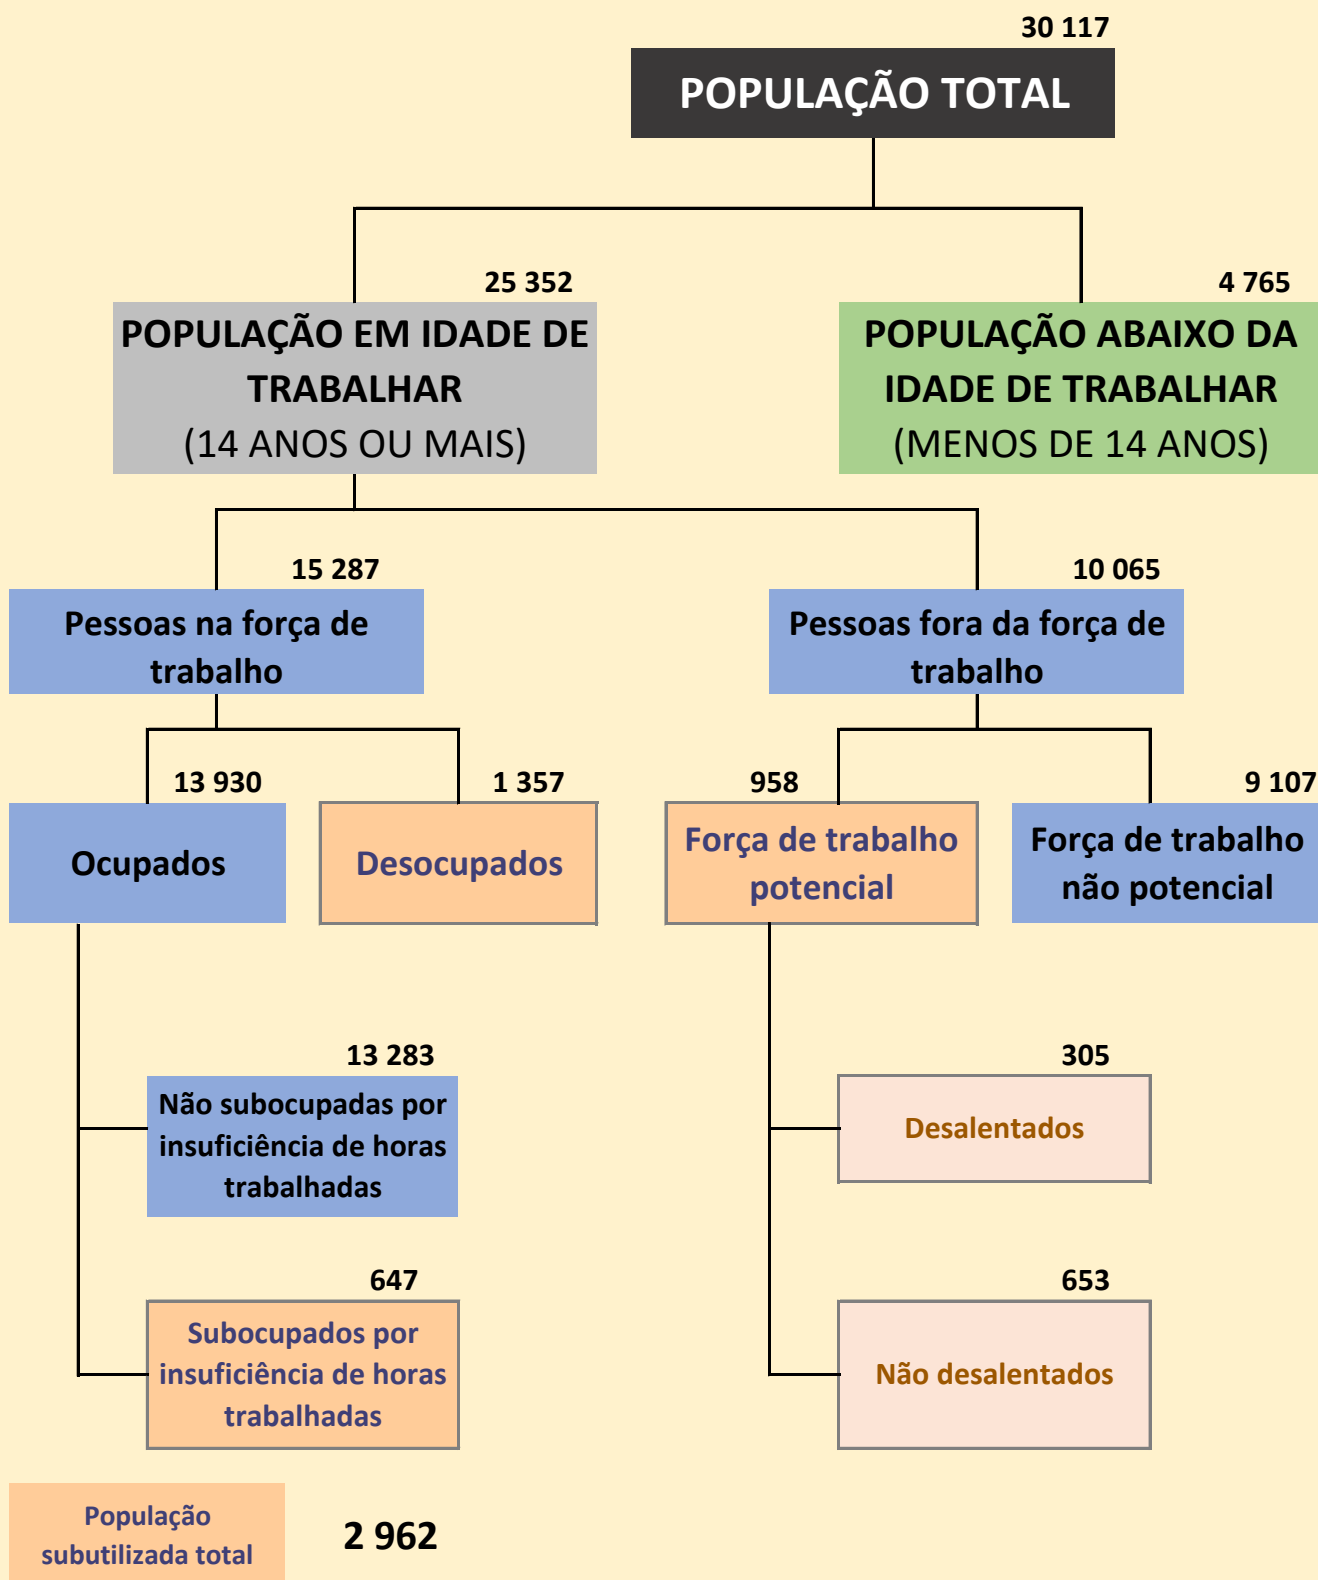 30 117
POPULAÇÃO TOTAL
25 352
POPULAÇÃO EM IDADE DE
TRABALHAR
(14 ANOS OU MAIS)
4 765
POPULAÇÃO ABAIXO DA
IDADE DE TRABALHAR
(MENOS DE 14 ANOS)
15 287
Pessoas na força de
trabalho
10 065
Pessoas fora da força de
trabalho
13 930
Ocupados
1 357
Desocupados
958
Força de trabalho
potencial
9 107
Força de trabalho
não potencial
13 283
Não subocupadas por
insuficiência de horas
trabalhadas
305
Desalentados
647
Subocupados por
insuficiência de horas
trabalhadas
653
Não desalentados
População
subutilizada total
2 962